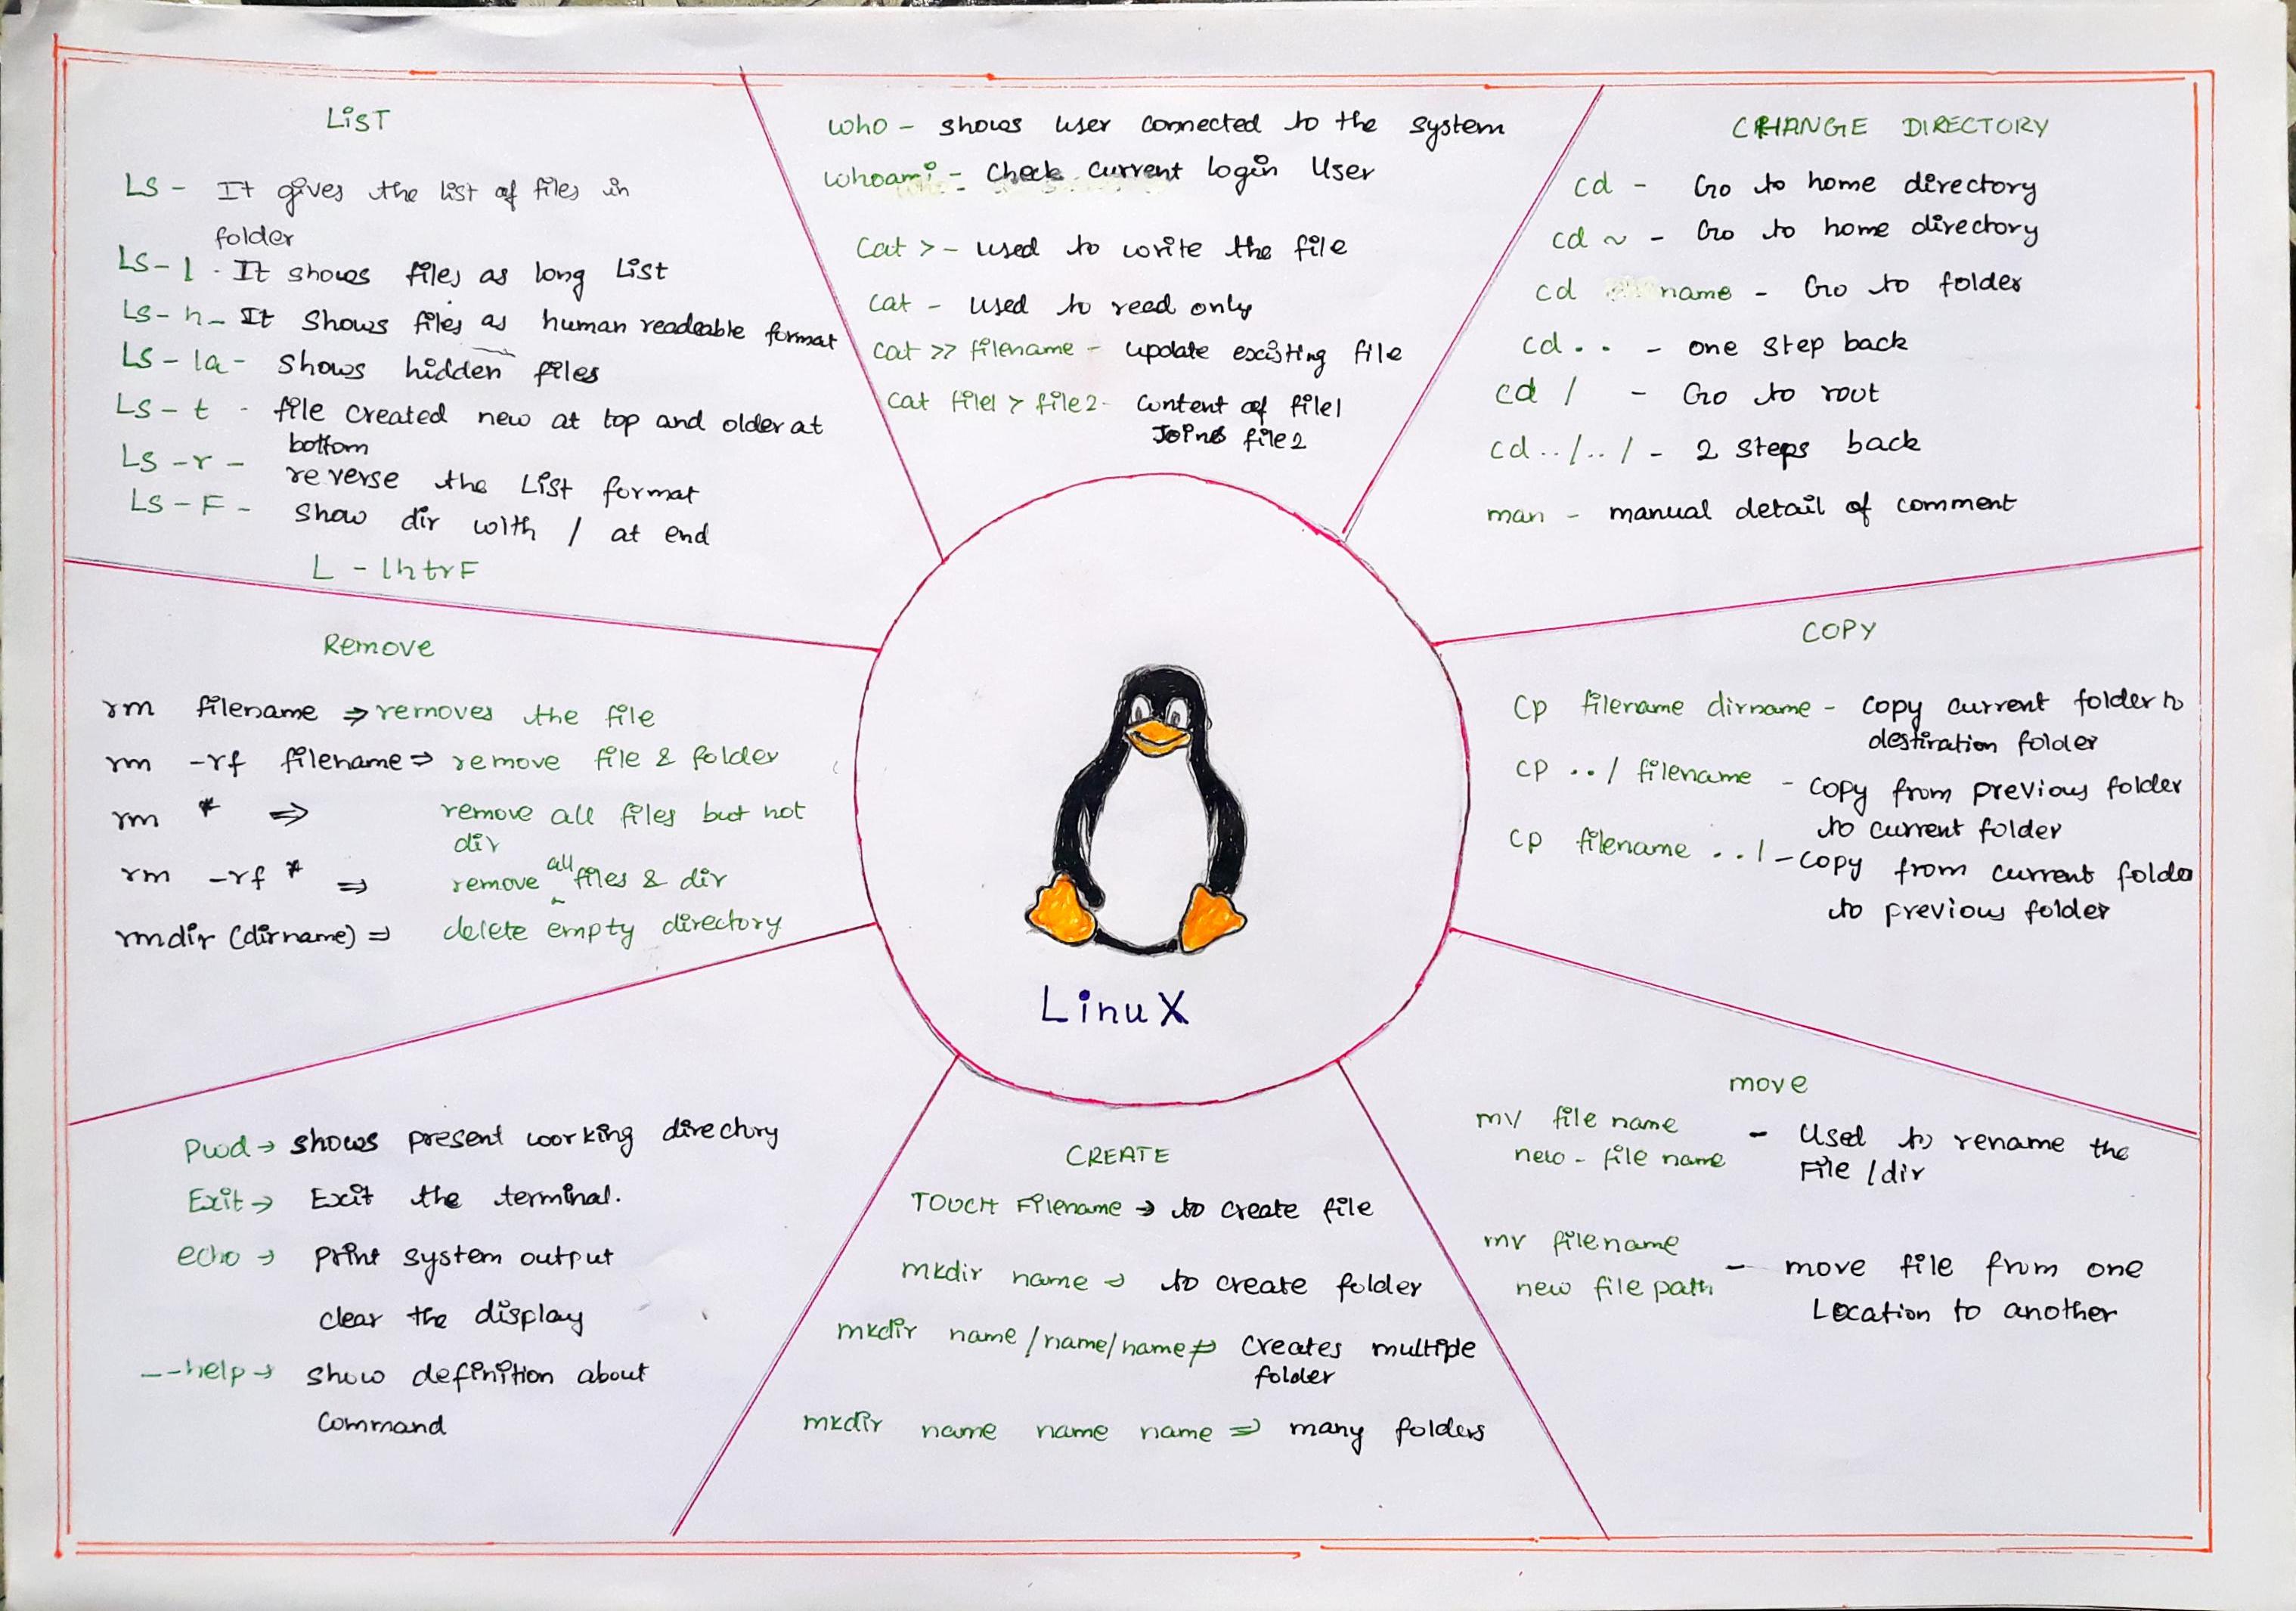 LIST
LS - It gives the list of files in
folder
LS - l - It shows files as long List
LS - h - It shows files as human readeable format
LS - la - shows hidden files
LS - t - file created new at top and older at
bottom
LS - r - reverse the List format
LS - F - show dir with / at end
L - lhtrF
who - shows user connected to the system
whoami - check current login User
cat > - used to write the file
cat - used to read only
cat >> filename - update existing file
cat file1 > file2 - content of file1
Joins file2
CHANGE DIRECTORY
cd - Go to home directory
cd ~ - Go to home directory
cd name - Go to folder
cd . . - one step back
cd / - Go to root
cd ../../ - 2 steps back
man - manual detail of comment
Remove
rm filename ⇒ removes the file
rm -rf filename ⇒ remove file & folder
rm * ⇒ remove all files but not
dir
rm -rf * ⇒ remove all files & dir
rmdir (dirname) ⇒ delete empty directory
LinuX
COPY
cp filename dirname - copy current folder to
destiration folder
cp ../ filename - copy from previous folder
to current folder
cp filename ../ - copy from current folder
to previous folder
Pwd → shows present working directory
Exit → Exit the terminal.
echo → print system output
clear the display
--help → show definition about
command
CREATE
TOUCH Filename → to create file
mkdir name ⇒ to create folder
mkdir name /name/name ⇒ creates multiple
folder
mkdir name name name ⇒ many folders
move
mv file name
new - file name - Used to rename the
File / dir
mv filename
new file path - move file from one
Location to another